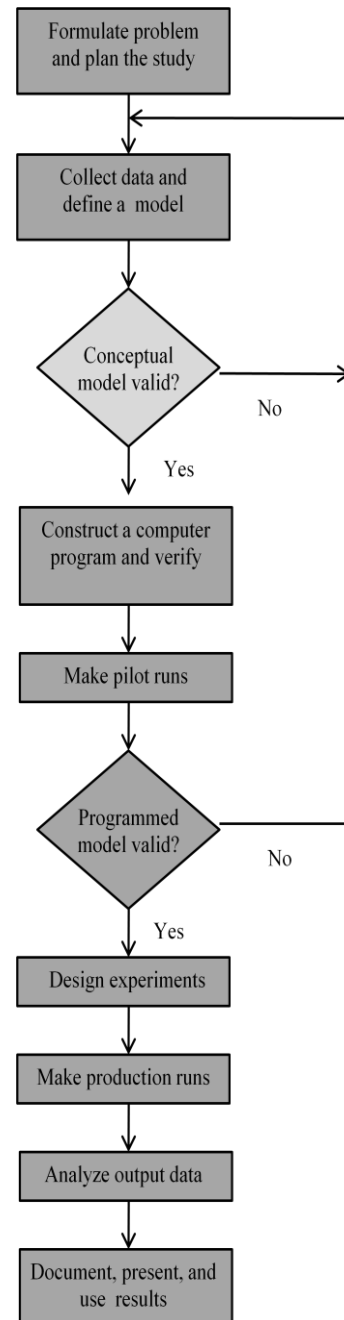 Formulate problem
and plan the study
Collect data and
define a model
Conceptual
model valid?
No
Yes
Construct a computer
program and verify
Make pilot runs
Programmed
model valid?
No
Yes
Design experiments
Make production runs
Analyze output data
Document, present, and
use results